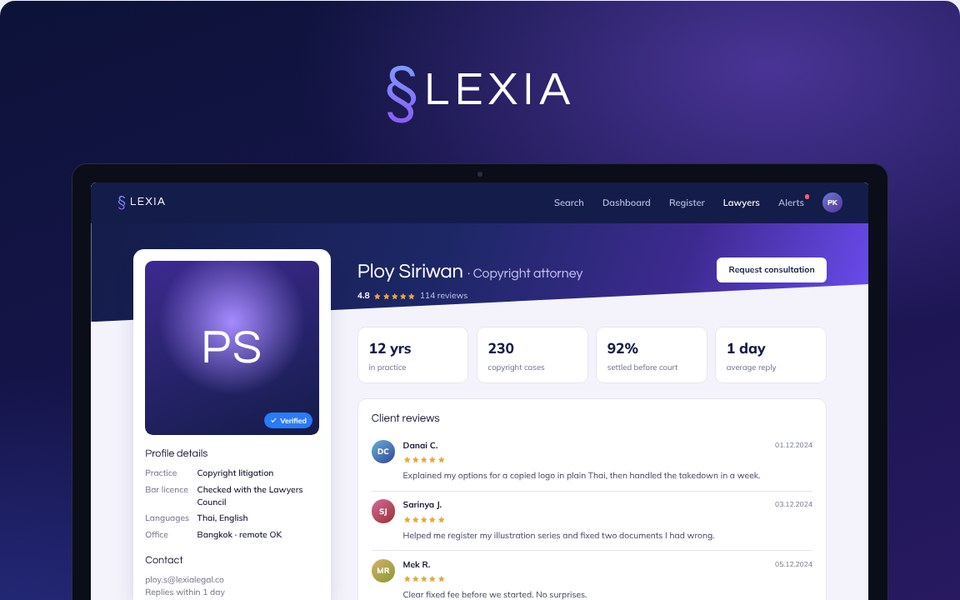 § LEXIA
§ LEXIA
Search Dashboard Register Lawyers Alerts PK
Ploy Siriwan · Copyright attorney
Request consultation
4.8 ★★★★★ 114 reviews
PS
✓ Verified
Profile details
Practice Copyright litigation
Bar licence Checked with the Lawyers
Council
Languages Thai, English
Office Bangkok · remote OK
Contact
ploy.s@lexialegal.co
Replies within 1 day
12 yrs
in practice
230
copyright cases
92%
settled before court
1 day
average reply
Client reviews
DC Danai C. 01.12.2024
★★★★★
Explained my options for a copied logo in plain Thai, then handled the takedown in a week.
SJ Sarinya J. 03.12.2024
★★★★★
Helped me register my illustration series and fixed two documents I had wrong.
MR Mek R. 05.12.2024
★★★★★
Clear fixed fee before we started. No surprises.